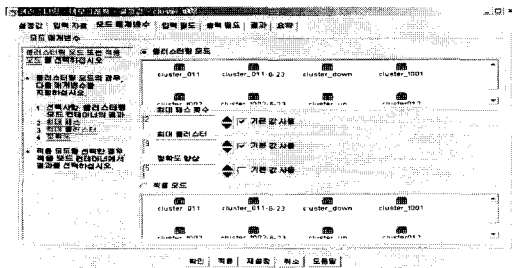 설정값 입력 자료 모드 매개변수 입력 필드 출력 필드 결과 요약
모드 매개변수
클러스터링 모드 또는 적용
모드를 선택하십시오
클러스터링 모드의 경우,
다음 매개변수를
지정하십시오
1 선택사항 클러스터링
모드 컨테이너의 결과
2 최대 패스
3 최대 클러스터
4 정확도
적용 모드를 선택한 경우
적용 모드 컨테이너에서
결과를 선택하십시오
클러스터링 모드
cluster_011 cluster_011-6-23 cluster_down cluster_1001
최대 패스 횟수
기본 값 사용
최대 클러스터
9 기본 값 사용
정확도 향상
기본 값 사용
적용 모드
cluster_011 cluster_011-6-23 cluster_down cluster_1001
확인 적용 재설정 취소 도움말